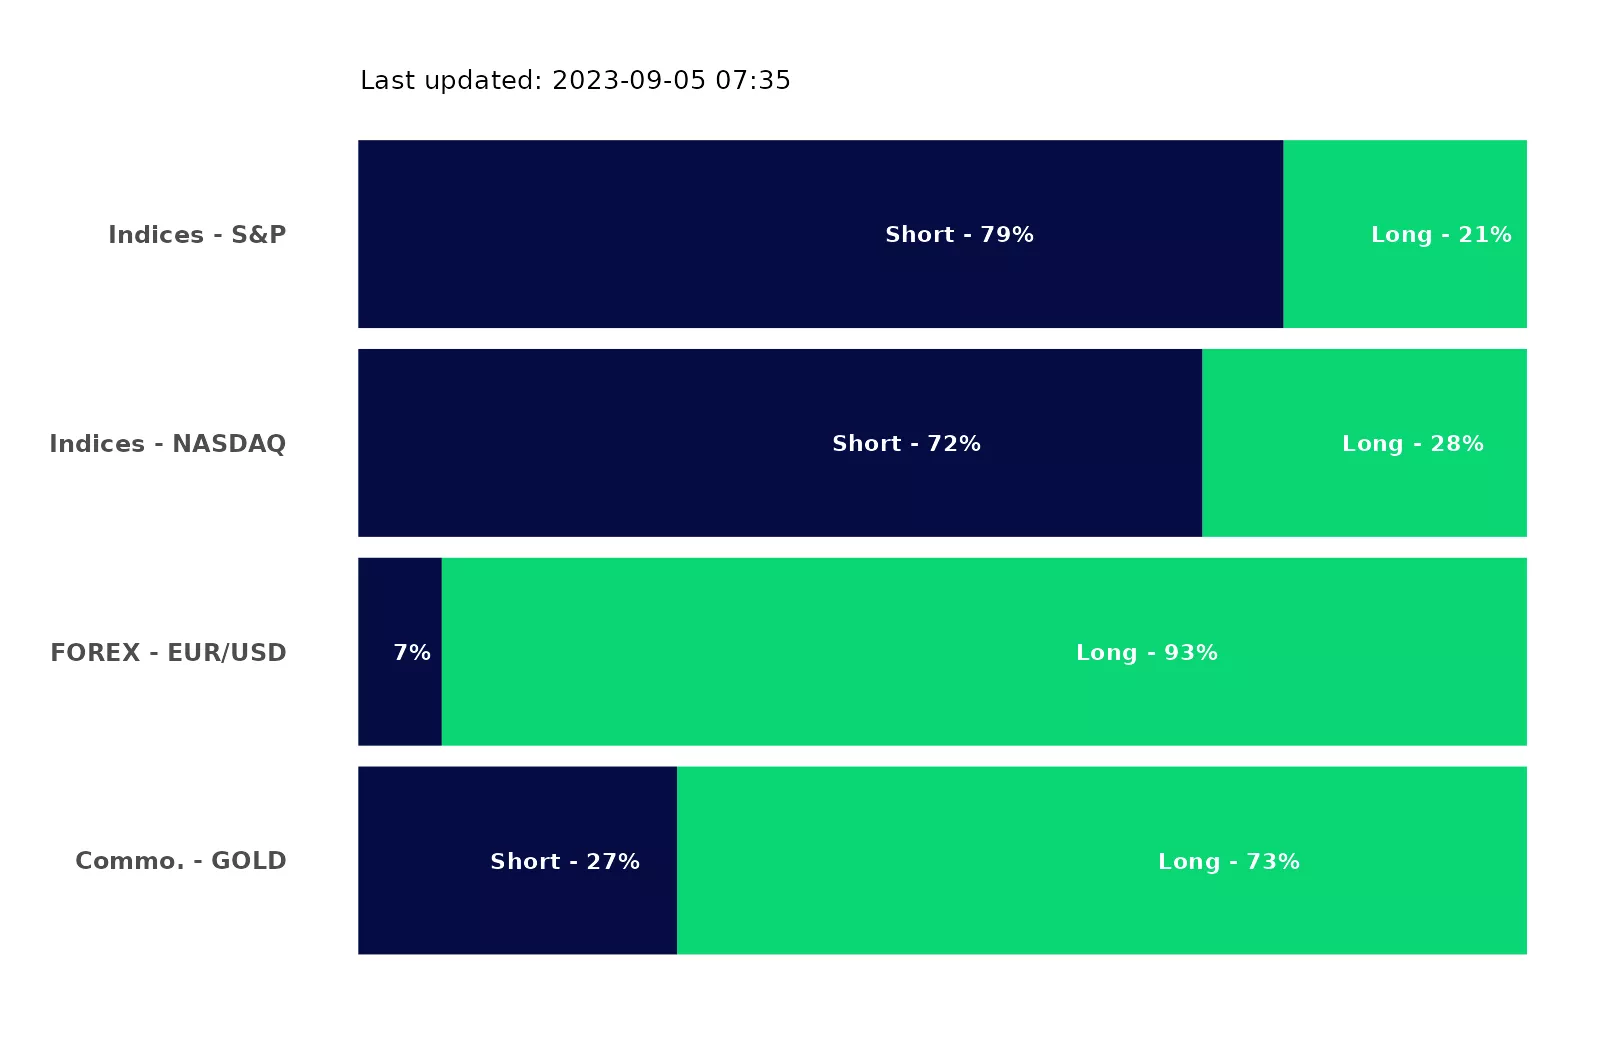 Last updated: 2023-09-05 07:35
Indices - S&P
Short - 79%
Long - 21%
Indices - NASDAQ
Short - 72%
Long - 28%
FOREX - EUR/USD
7%
Long - 93%
Commo. - GOLD
Short - 27%
Long - 73%